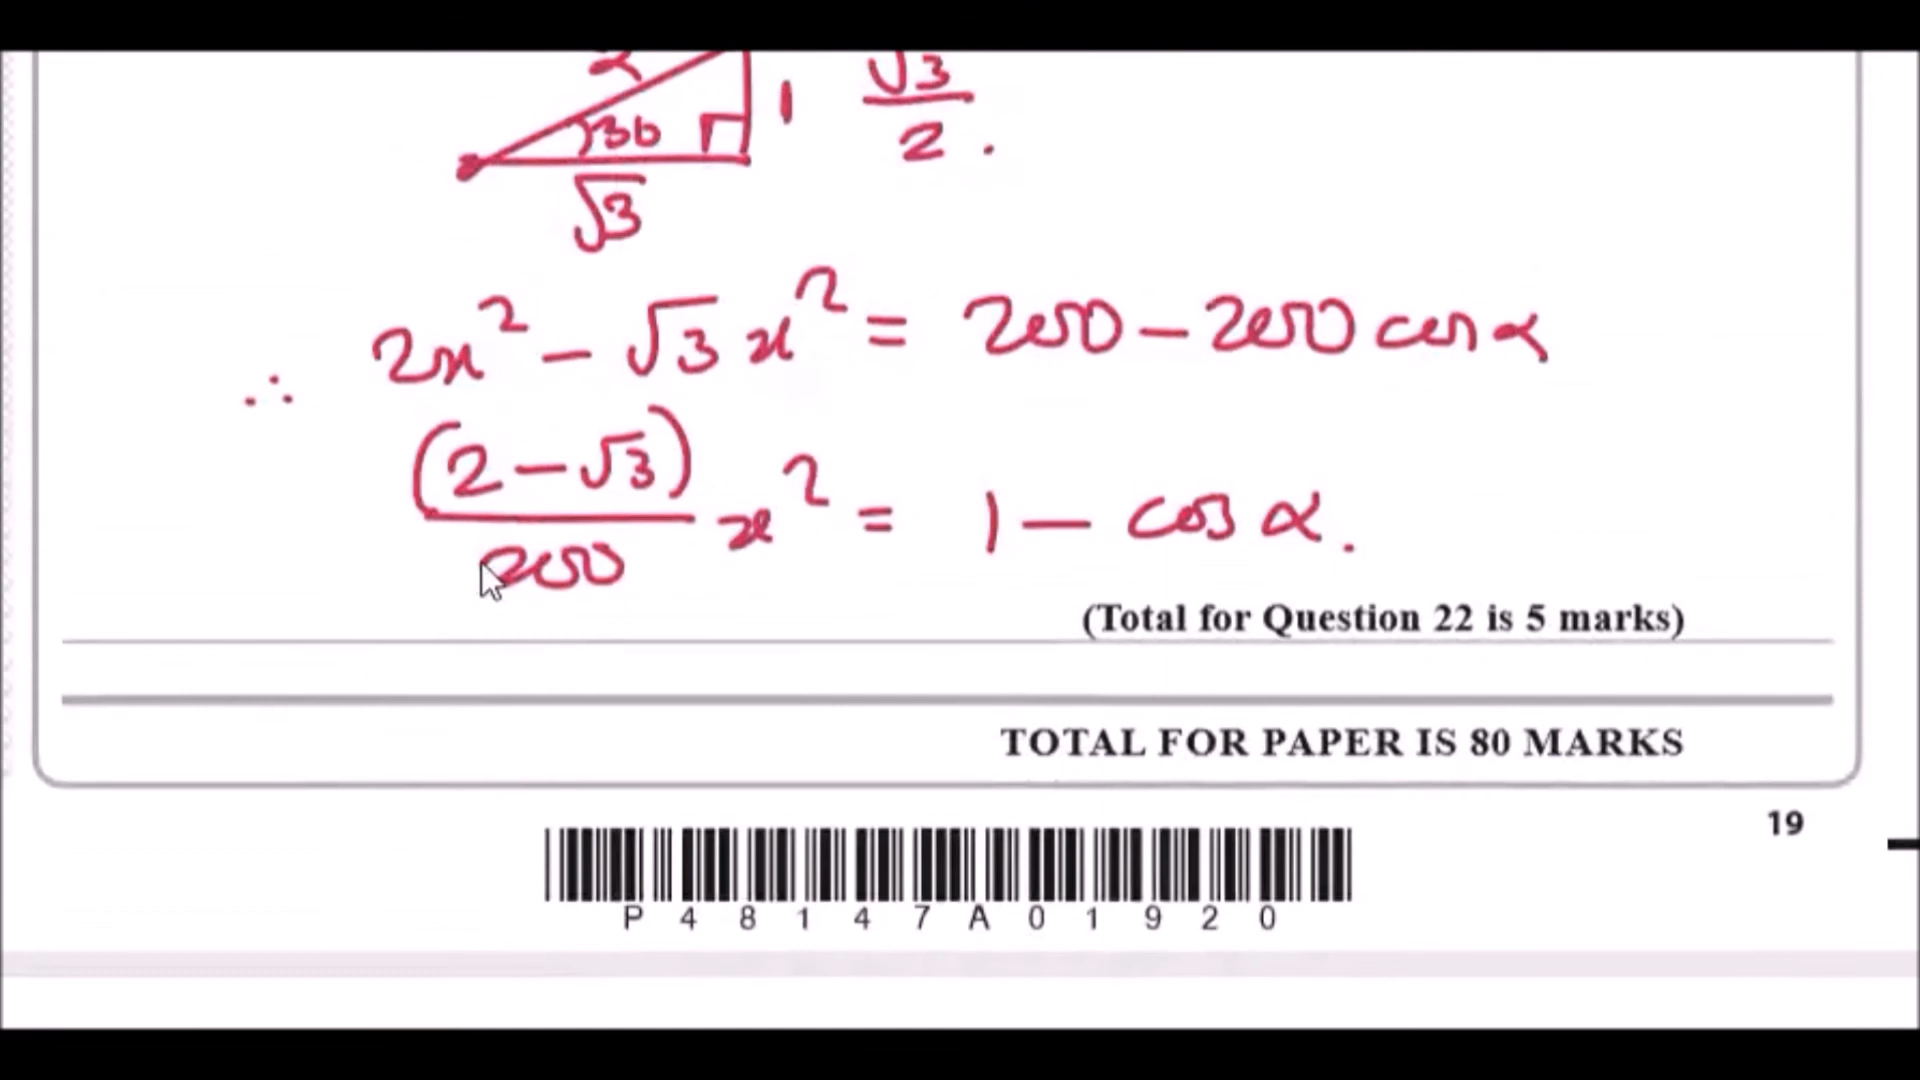 2 1 √3/2 .
30
√3
∴ 2x² − √3 x² = 200 − 200 cos α
(2 − √3)/200 x² = 1 − cos α.
(Total for Question 22 is 5 marks)
TOTAL FOR PAPER IS 80 MARKS
19
P 4 8 1 4 7 A 0 1 9 2 0